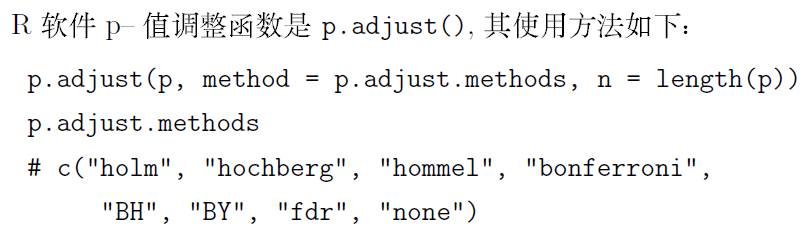 R 软件 p- 值调整函数是 p.adjust(), 其使用方法如下:
p.adjust(p, method = p.adjust.methods, n = length(p))
p.adjust.methods
# c("holm", "hochberg", "hommel", "bonferroni",
"BH", "BY", "fdr", "none")